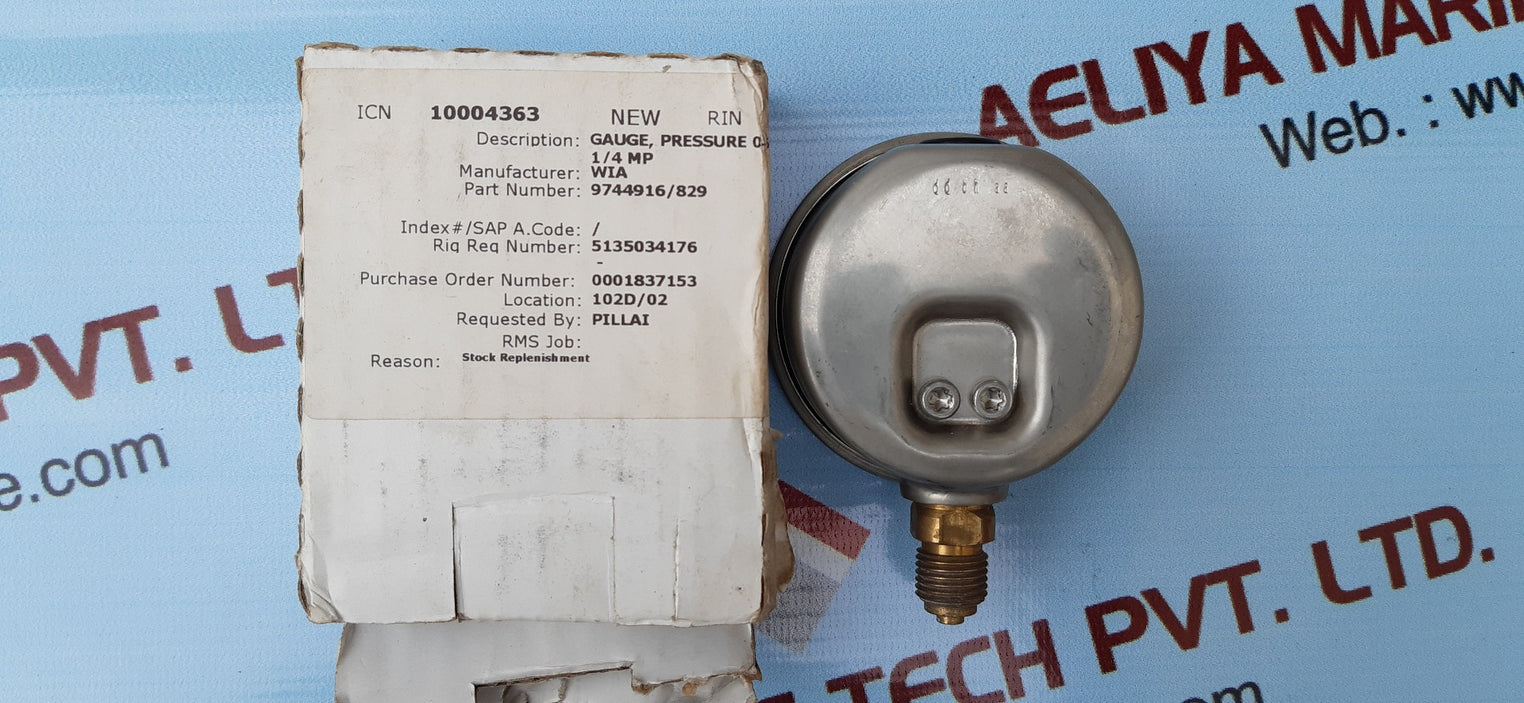 ICN 10004363 NEW RIN
Description: GAUGE, PRESSURE 0-
1/4 MP
Manufacturer: WIA
Part Number: 9744916/829
Index#/SAP A.Code: /
Rig Req Number: 5135034176
-
Purchase Order Number: 0001837153
Location: 102D/02
Requested By: PILLAI
RMS Job:
Reason: Stock Replenishment
AELIYA MARIN
Web. : ww
PVT. LT
e.com
TECH PVT. LTD.
om